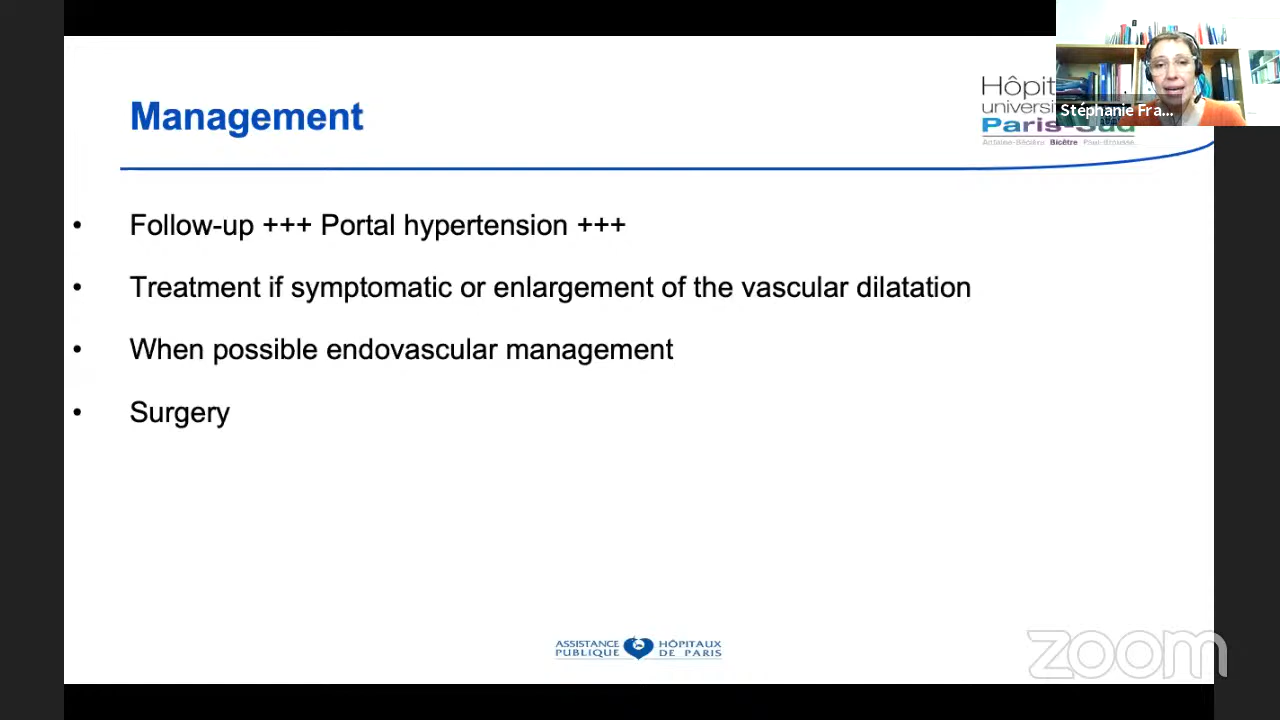 Management
Hôpit
universi
Paris-Sud
Bicêtre
Stéphanie Fra...
• Follow-up +++ Portal hypertension +++
• Treatment if symptomatic or enlargement of the vascular dilatation
• When possible endovascular management
• Surgery
ASSISTANCE
PUBLIQUE
HÔPITAUX
DE PARIS
zoom